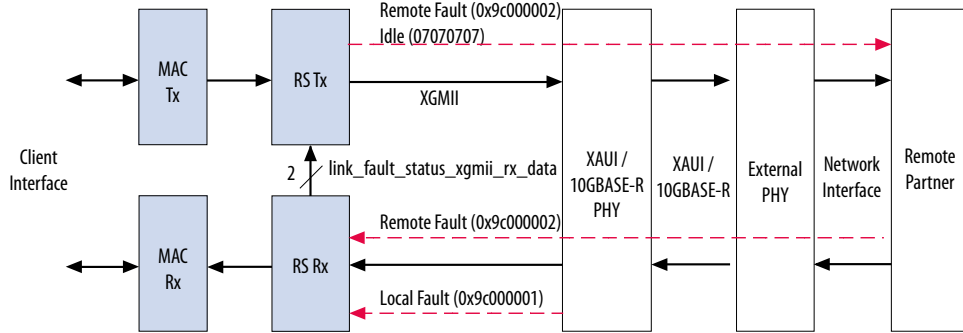 Remote Fault (0x9c000002)
Idle (07070707)
MAC
Tx
RS Tx
XGMII
Client
Interface
2
link_fault_status_xgmii_rx_data
XAUI /
10GBASE-R
PHY
XAUI /
10GBASE-R
External
PHY
Network
Interface
Remote
Partner
Remote Fault (0x9c000002)
MAC
Rx
RS Rx
Local Fault (0x9c000001)